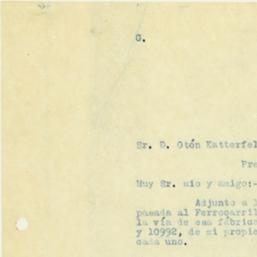 G.
Sr. D. Otón Katterfel
Pre
Muy Sr. mio y amigo:-
Adjunto a l
pasada al Ferrocarril
la vía de esa fábric
y 10992, de mi propie
cada uno.